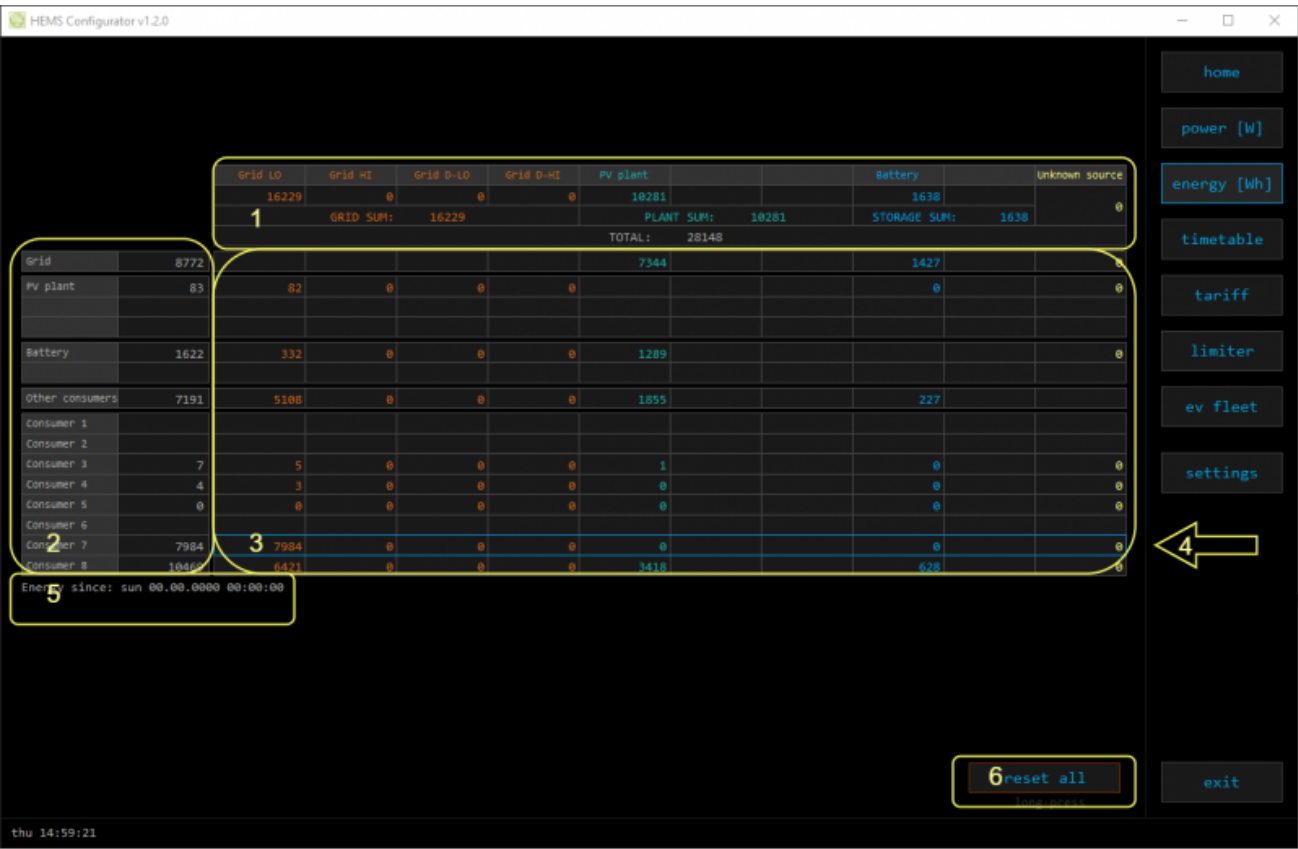 HEMS Configurator v1.2.0
home
power [W]
energy [Wh]
timetable
tariff
limiter
ev fleet
settings
exit
Grid LO Grid HI Grid D-LO Grid D-HI PV plant Battery Unknown source
16229 0 0 0 10281 1638 0
1 GRID SUM: 16229 PLANT SUM: 10281 STORAGE SUM: 1638
TOTAL: 28148
Grid 8772 7344 1427 0
PV plant 83 82 0 0 0 0 0
Battery 1622 332 0 0 0 1289 0
Other consumers 7191 5108 0 0 0 1855 227
Consumer 1
Consumer 2
Consumer 3 7 5 0 0 0 1 0 0
Consumer 4 4 3 0 0 0 0 0 0
Consumer 5 0 0 0 0 0 0 0 0
Consumer 6
Consumer 7 7984 7984 0 0 0 0 0 0
2 3 4
Consumer 8 10469 6421 0 0 0 3418 628 0
Energy since: sun 00.00.0000 00:00:00
5
6 reset all
long-press
thu 14:59:21